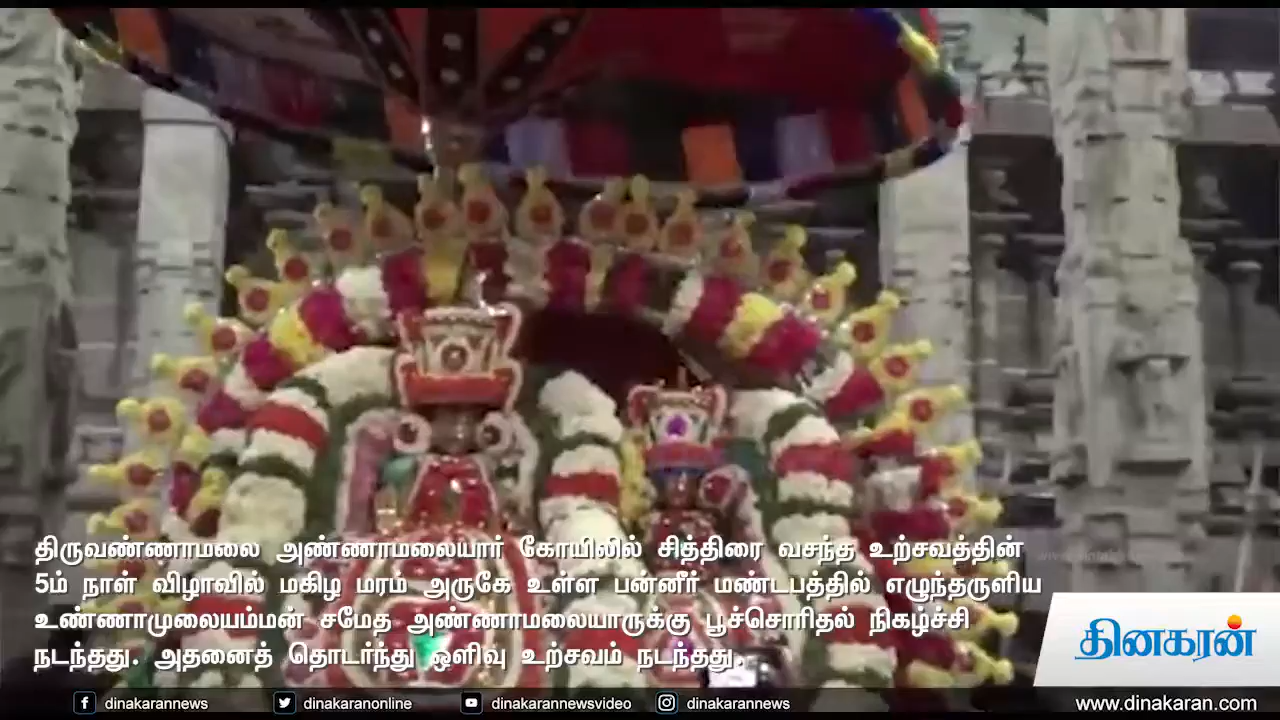 திருவண்ணாமலை அண்ணாமலையார் கோயிலில் சித்திரை வசந்த உற்சவத்தின்
5ம் நாள் விழாவில் மகிழ மரம் அருகே உள்ள பன்னீர் மண்டபத்தில் எழுந்தருளிய
உண்ணாமுலையம்மன் சமேத அண்ணாமலையாருக்கு பூச்சொரிதல் நிகழ்ச்சி
நடந்தது. அதனைத் தொடர்ந்து ஒளிவு உற்சவம் நடந்தது.
தினகரன்
dinakarannews dinakaranonline dinakarannewsvideo dinakarannews www.dinakaran.com